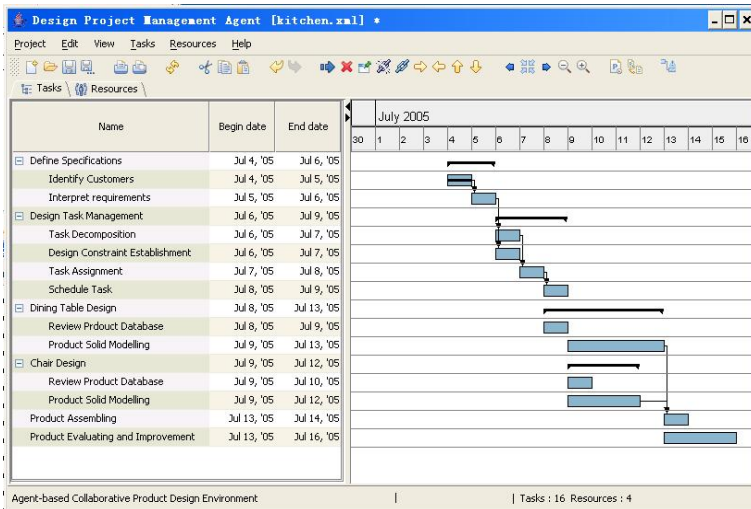 Design Project Management Agent [kitchen.xml] *
Project Edit View Tasks Resources Help
Tasks \ Resources \
Name Begin date End date
July 2005
30 1 2 3 4 5 6 7 8 9 10 11 12 13 14 15 16
Define Specifications Jul 4, '05 Jul 6, '05
Identify Customers Jul 4, '05 Jul 5, '05
Interpret requirements Jul 5, '05 Jul 6, '05
Design Task Management Jul 6, '05 Jul 9, '05
Task Decomposition Jul 6, '05 Jul 7, '05
Design Constraint Establishment Jul 6, '05 Jul 7, '05
Task Assignment Jul 7, '05 Jul 8, '05
Schedule Task Jul 8, '05 Jul 9, '05
Dining Table Design Jul 8, '05 Jul 13, '05
Review Prdouct Database Jul 8, '05 Jul 9, '05
Product Solid Modelling Jul 9, '05 Jul 13, '05
Chair Design Jul 9, '05 Jul 12, '05
Review Product Database Jul 9, '05 Jul 10, '05
Product Solid Modelling Jul 9, '05 Jul 12, '05
Product Assembling Jul 13, '05 Jul 14, '05
Product Evaluating and Improvement Jul 13, '05 Jul 16, '05
Agent-based Collaborative Product Design Environment | | Tasks : 16 Resources : 4